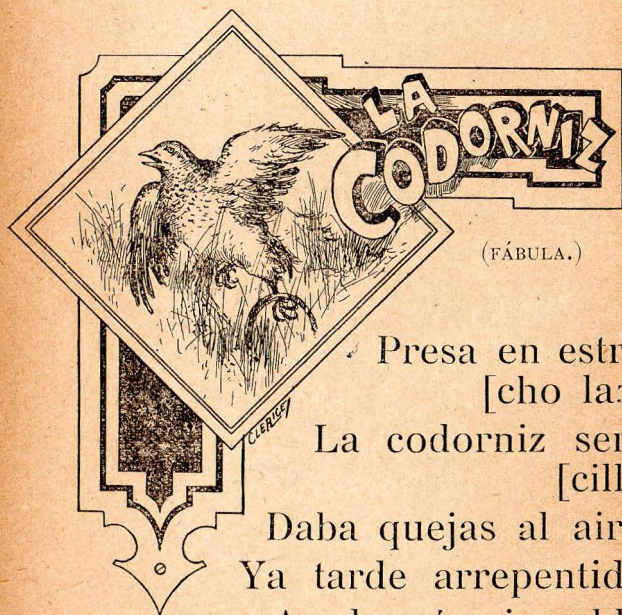 LA
CODORNIZ
(FÁBULA.)
Presa en estr
[cho la
La codorniz ser
[cill
Daba quejas al air
Ya tarde arrepentid
CLERICE